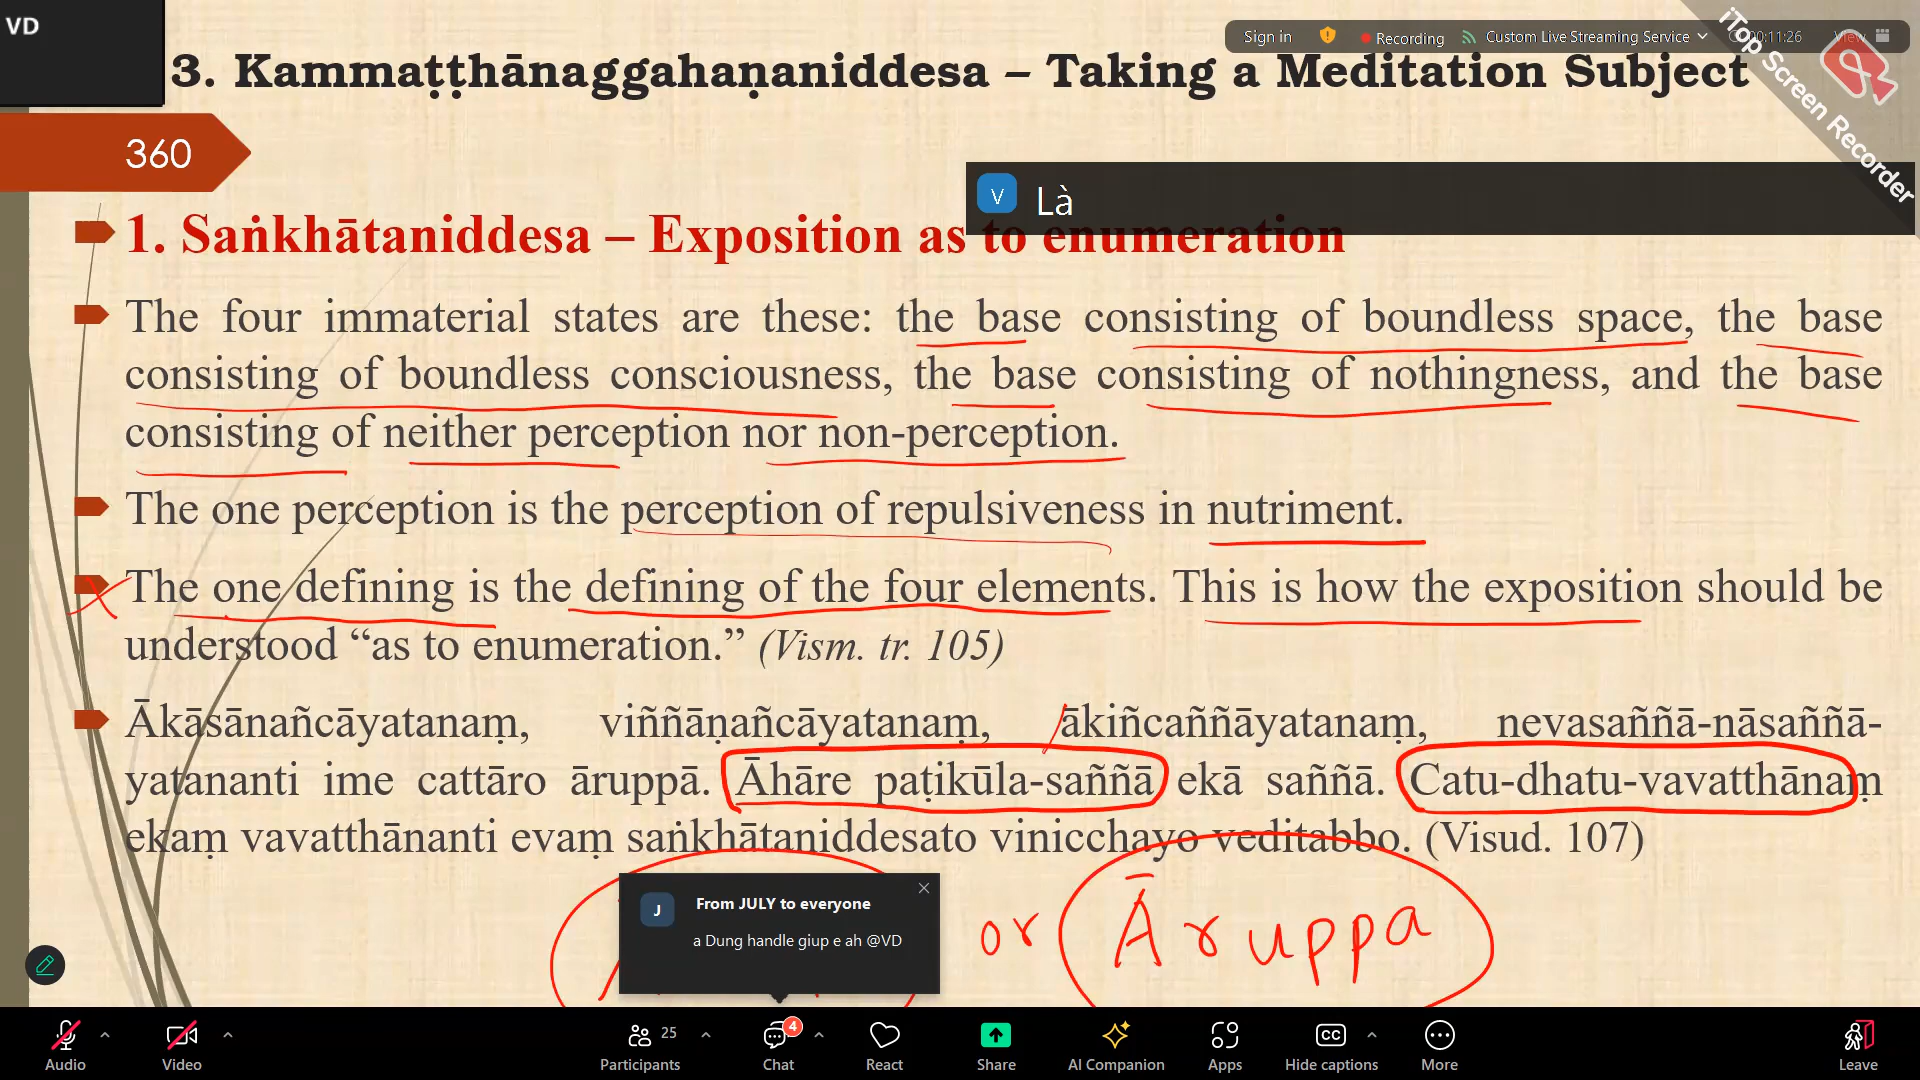 VD
Sign in
Recording
Custom Live Streaming Service
00:11:26
View
iTop Screen Recorder
3. Kammaṭṭhānaggahaṇaniddesa – Taking a Meditation Subject
360
V
Là
1. Saṅkhātaniddesa – Exposition as to enumeration
The four immaterial states are these: the base consisting of boundless space, the base
consisting of boundless consciousness, the base consisting of nothingness, and the base
consisting of neither perception nor non-perception.
The one perception is the perception of repulsiveness in nutriment.
The one defining is the defining of the four elements. This is how the exposition should be
understood “as to enumeration.” (Vism. tr. 105)
Ākāsānañcāyatanaṃ, viññāṇañcāyatanaṃ, ākiñcaññāyatanaṃ, nevasaññā-nāsaññā-
yatananti ime cattāro āruppā. Āhāre paṭikūla-saññā ekā saññā. Catu-dhatu-vavatthānaṃ
ekaṃ vavatthānanti evaṃ saṅkhātaniddesato vinicchayo veditabbo. (Visud. 107)
or Āruppa
J
From JULY to everyone
a Dung handle giup e ah @VD
Audio
Video
Participants
25
Chat
4
React
Share
AI Companion
Apps
CC
Hide captions
More
Leave